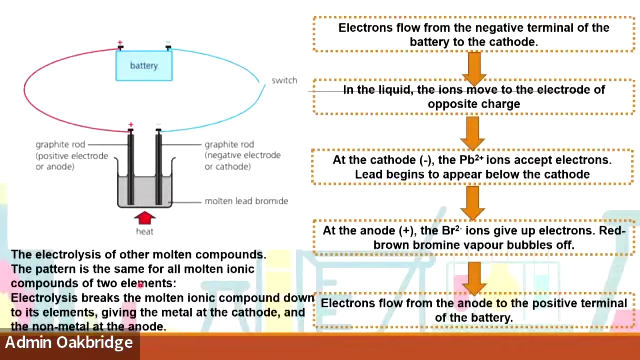 +
-
battery
switch
+
-
graphite rod
(positive electrode
or anode)
graphite rod
(negative electrode
or cathode)
molten lead bromide
heat
The electrolysis of other molten compounds.
The pattern is the same for all molten ionic
compounds of two elements:
Electrolysis breaks the molten ionic compound down
to its elements, giving the metal at the cathode, and
the non-metal at the anode.
Electrons flow from the negative terminal of the
battery to the cathode.
In the liquid, the ions move to the electrode of
opposite charge
At the cathode (-), the Pb²⁺ ions accept electrons.
Lead begins to appear below the cathode
At the anode (+), the Br²⁻ ions give up electrons. Red-
brown bromine vapour bubbles off.
Electrons flow from the anode to the positive terminal
of the battery.
Admin Oakbridge